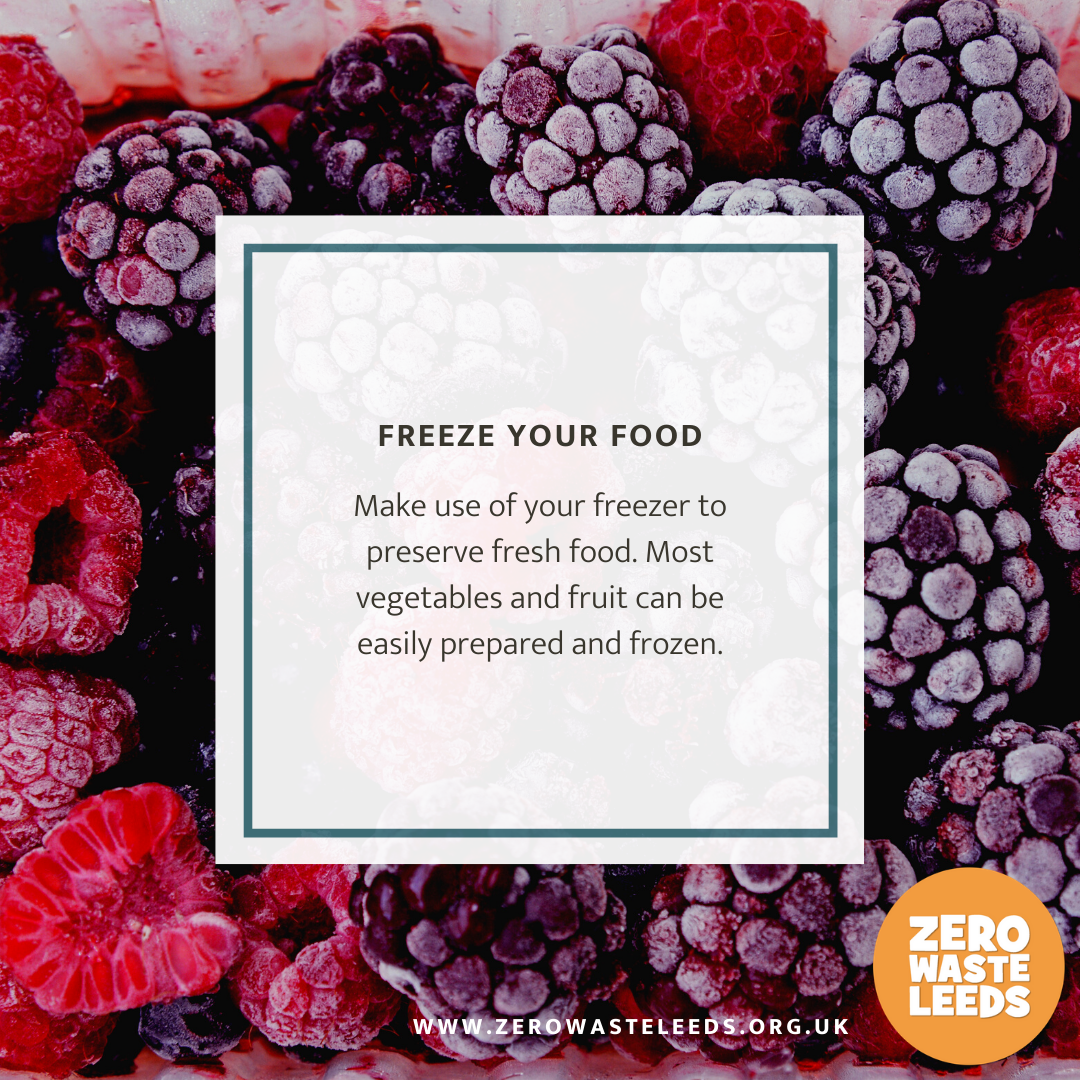 FREEZE YOUR FOOD
Make use of your freezer to
preserve fresh food. Most
vegetables and fruit can be
easily prepared and frozen.
ZERO
WASTE
LEEDS
WWW.ZEROWASTELEEDS.ORG.UK